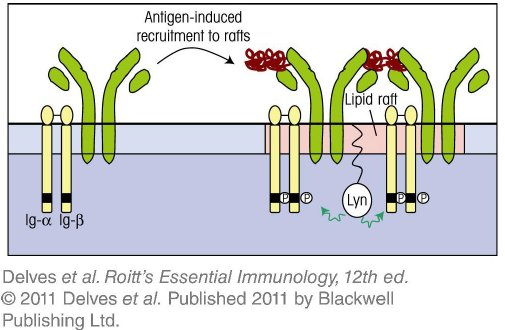 Antigen-induced
recruitment to rafts
Lipid raft
P P Lyn P P
Ig-α Ig-β
Delves et al. Roitt's Essential Immunology, 12th ed.
© 2011 Delves et al. Published 2011 by Blackwell
Publishing Ltd.